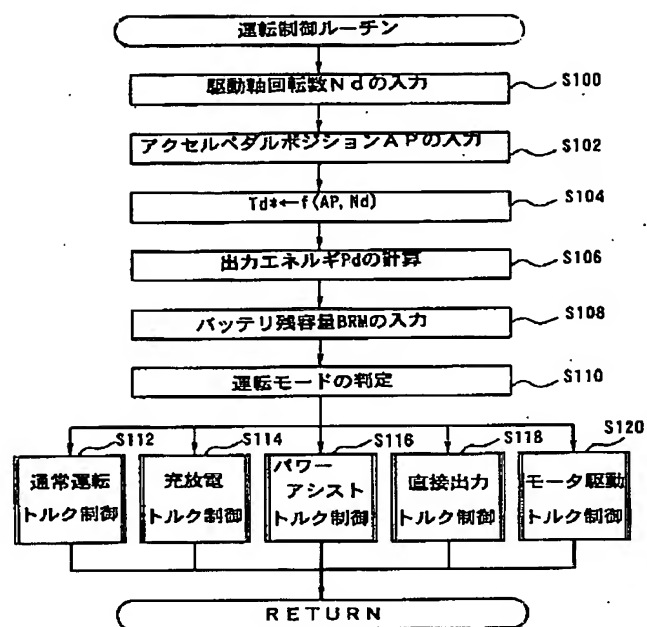 運転制御ルーチン
駆動軸回転数Ndの入力
S100
アクセルペダルポジションAPの入力
S102
Td*←f(AP, Nd)
S104
出力エネルギPdの計算
S106
バッテリ残容量BRMの入力
S108
運転モードの判定
S110
S112
通常運転
トルク制御
S114
充放電
トルク制御
S116
パワー
アシスト
トルク制御
S118
直接出力
トルク制御
S120
モータ駆動
トルク制御
RETURN